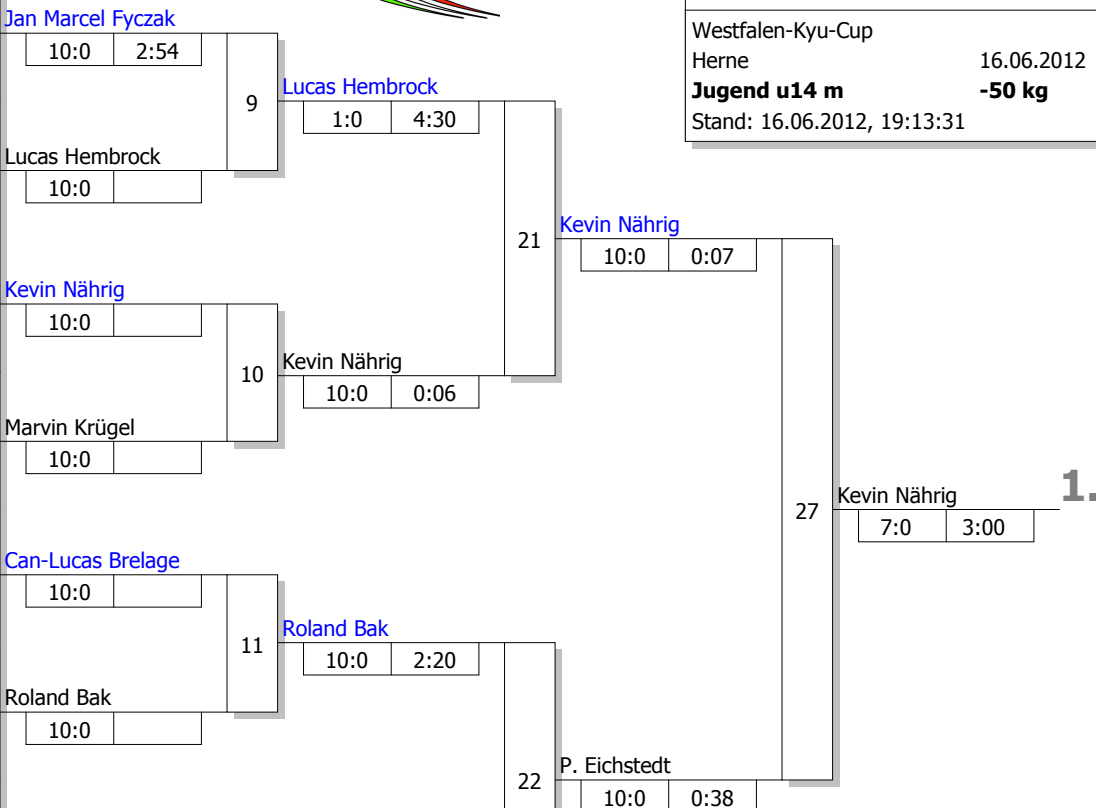 Jan Marcel Fyczak
10:0 2:54
Westfalen-Kyu-Cup
Herne 16.06.2012
Jugend u14 m -50 kg
Stand: 16.06.2012, 19:13:31
9
Lucas Hembrock
1:0 4:30
Lucas Hembrock
10:0
21
Kevin Nährig
10:0 0:07
Kevin Nährig
10:0
10
Kevin Nährig
10:0 0:06
Marvin Krügel
10:0
27
Kevin Nährig
7:0 3:00
1.
Can-Lucas Brelage
10:0
11
Roland Bak
10:0 2:20
Roland Bak
10:0
22
P. Eichstedt
10:0 0:38